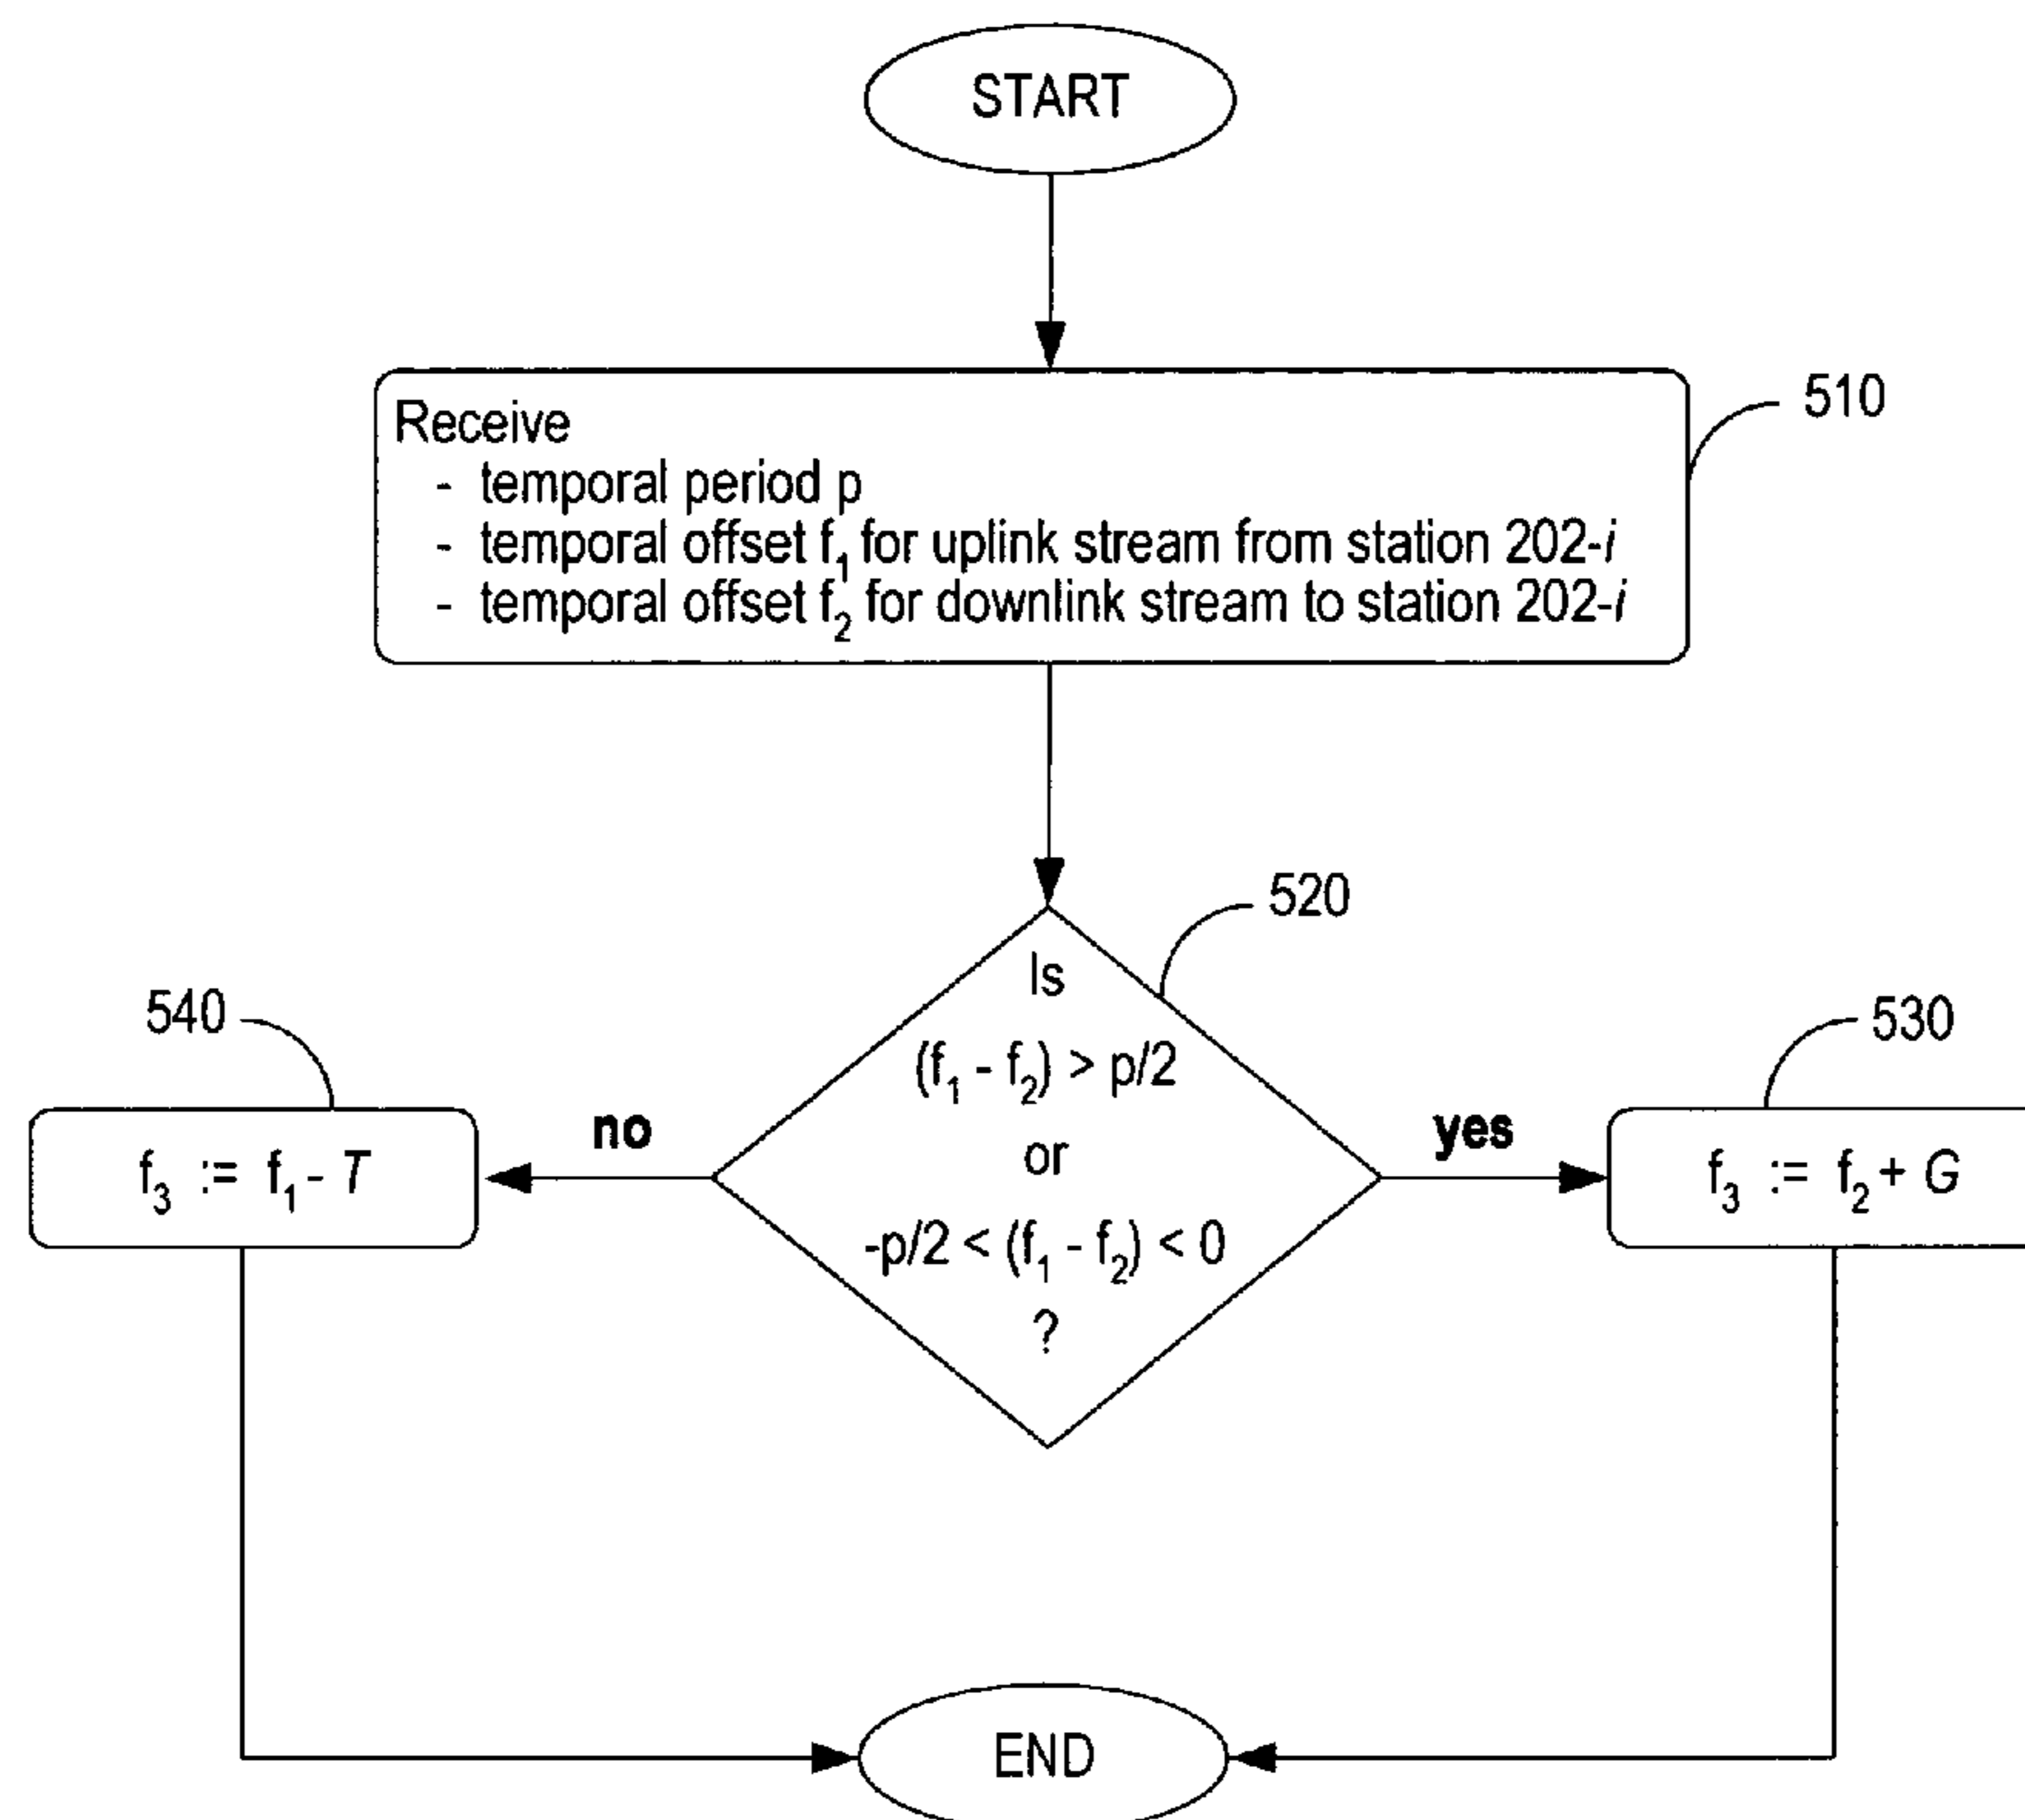 START
Receive
- temporal period p
- temporal offset f₁ for uplink stream from station 202-i
- temporal offset f₂ for downlink stream to station 202-i
510
520
Is
(f₁ - f₂) > p/2
or
-p/2 < (f₁ - f₂) < 0
?
540
no
f₃ := f₁ - T
530
yes
f₃ := f₂ + G
END